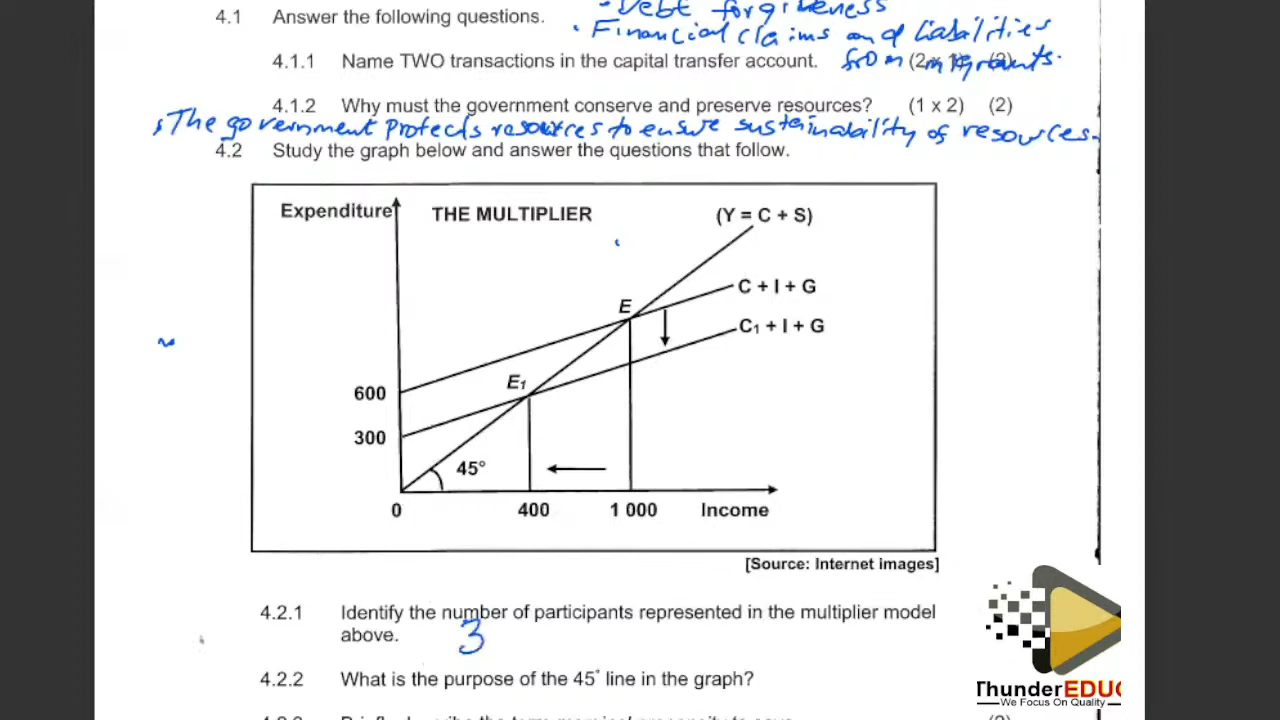 • Debt forgiveness
4.1 Answer the following questions.
• Financial claims and liabilities
4.1.1 Name TWO transactions in the capital transfer account. (2 x 1) (2)
from migrants.
4.1.2 Why must the government conserve and preserve resources? (1 x 2) (2)
• The government protects resources to ensure sustainability of resources.
4.2 Study the graph below and answer the questions that follow.
Expenditure THE MULTIPLIER (Y = C + S)
C + I + G
E
C₁ + I + G
E₁
600
300
45°
0 400 1 000 Income
[Source: Internet images]
4.2.1 Identify the number of participants represented in the multiplier model
above. 3
4.2.2 What is the purpose of the 45° line in the graph?
ThunderEDUC
We Focus On Quality